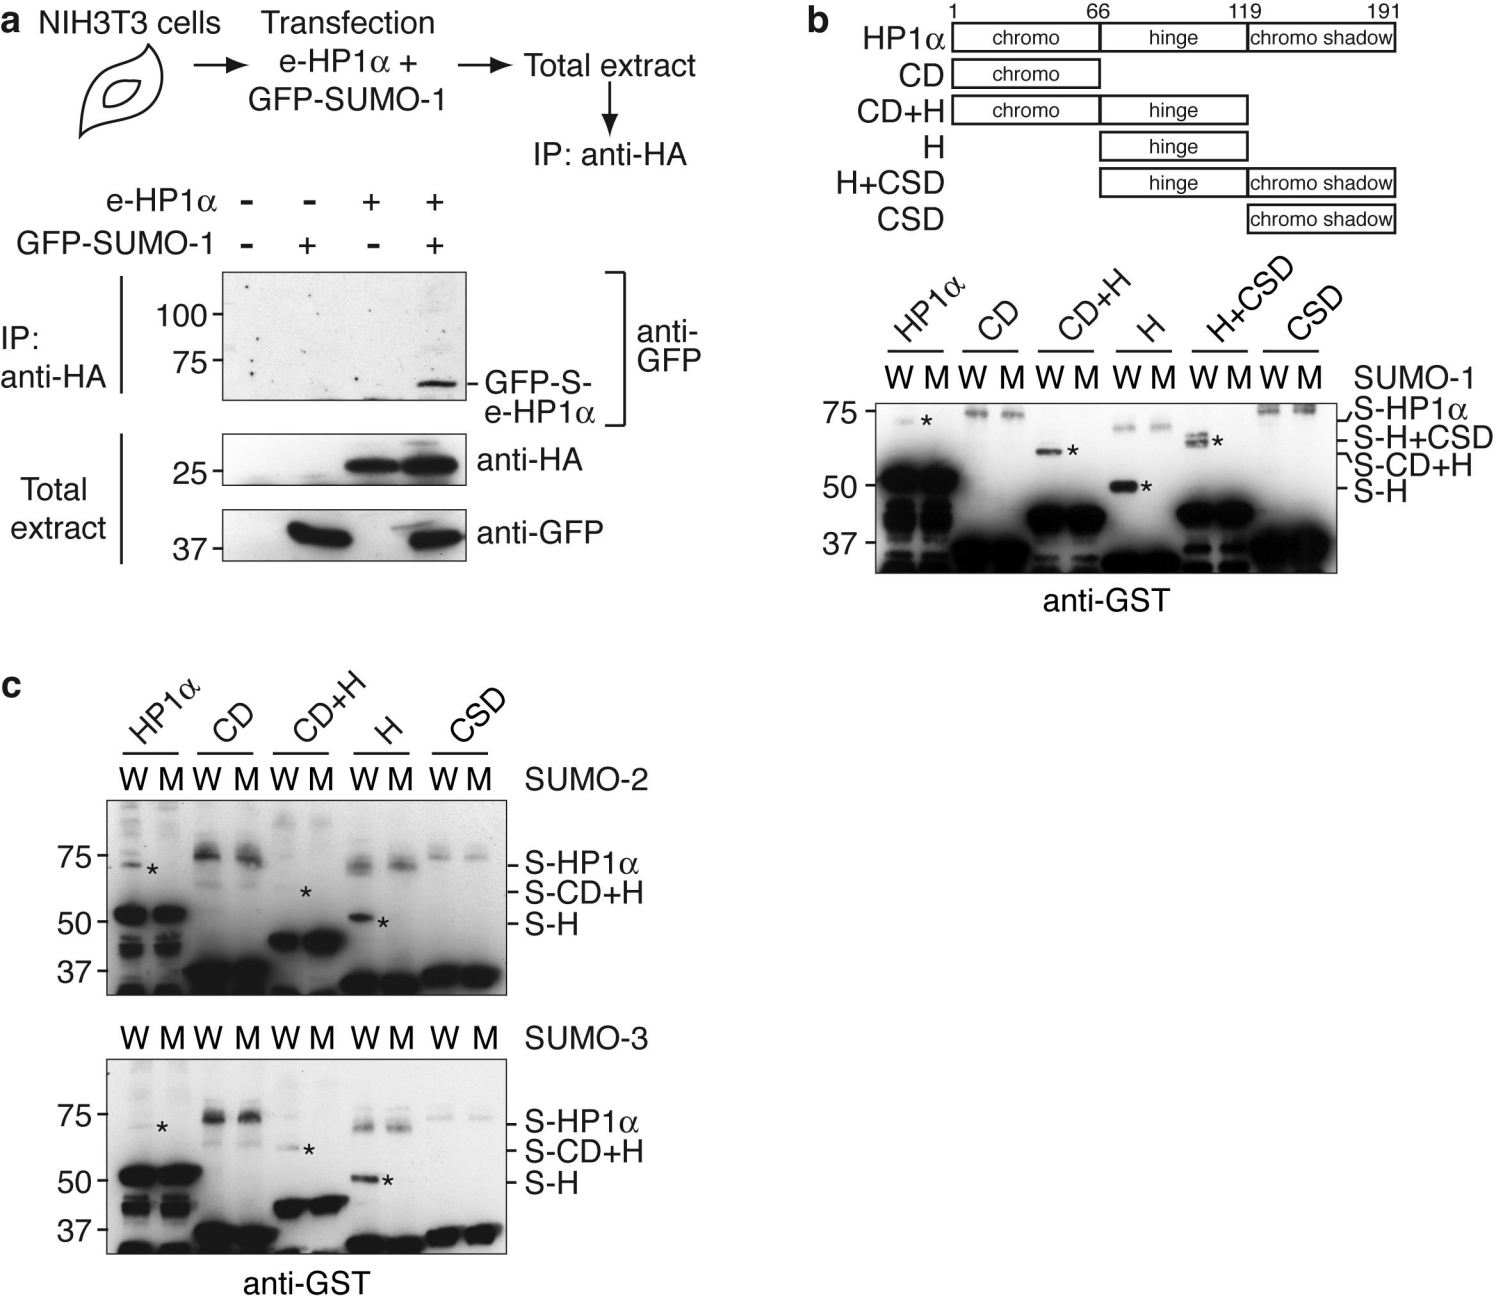 a
NIH3T3 cells
Transfection
e-HP1α +
GFP-SUMO-1
Total extract
IP: anti-HA
e-HP1α - - + +
GFP-SUMO-1 - + - +
IP:
anti-HA
100
75
GFP-S-
e-HP1α
anti-
GFP
Total
extract
25
anti-HA
37
anti-GFP
b
1 66 119 191
HP1α chromo hinge chromo shadow
CD chromo
CD+H chromo hinge
H hinge
H+CSD hinge chromo shadow
CSD chromo shadow
HP1α CD CD+H H H+CSD CSD
W M W M W M W M W M W M SUMO-1
75
50
37
* * * *
S-HP1α
S-H+CSD
S-CD+H
S-H
anti-GST
c
HP1α CD CD+H H CSD
W M W M W M W M W M SUMO-2
75
50
37
* * *
S-HP1α
S-CD+H
S-H
W M W M W M W M W M SUMO-3
75
50
37
* * *
S-HP1α
S-CD+H
S-H
anti-GST